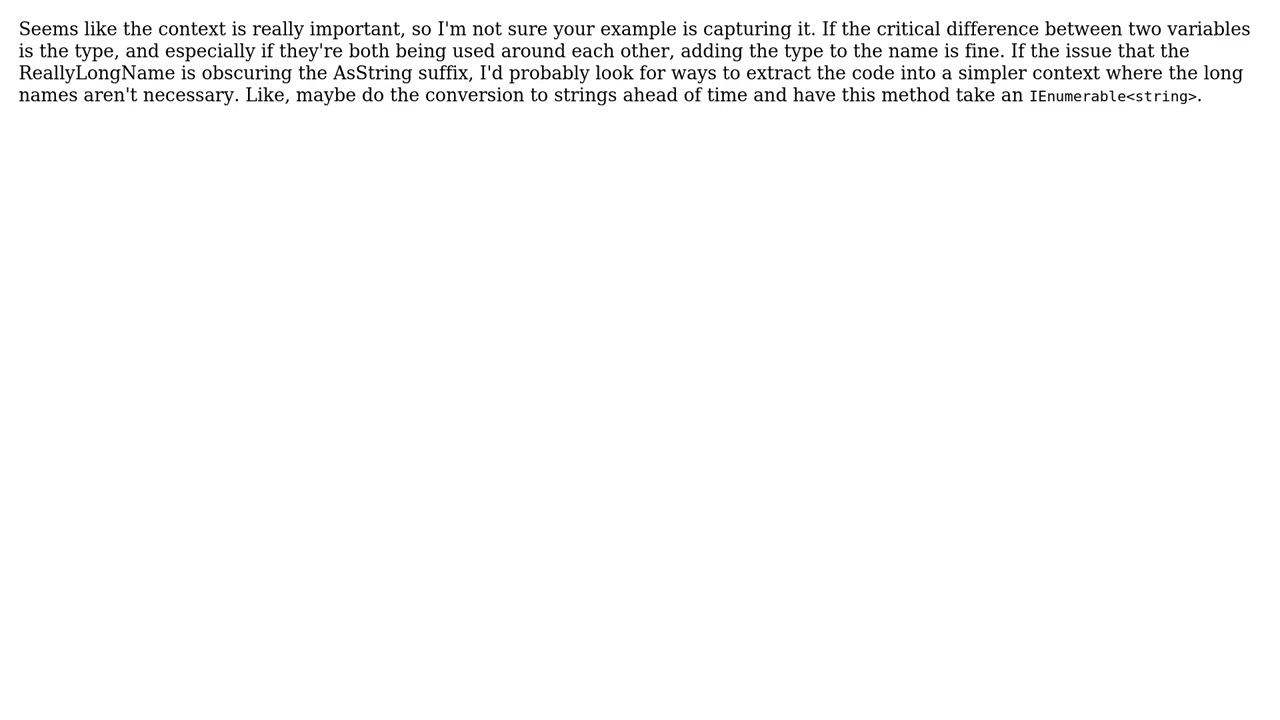 Seems like the context is really important, so I'm not sure your example is capturing it. If the critical difference between two variables
is the type, and especially if they're both being used around each other, adding the type to the name is fine. If the issue that the
ReallyLongName is obscuring the AsString suffix, I'd probably look for ways to extract the code into a simpler context where the long
names aren't necessary. Like, maybe do the conversion to strings ahead of time and have this method take an IEnumerable<string>.